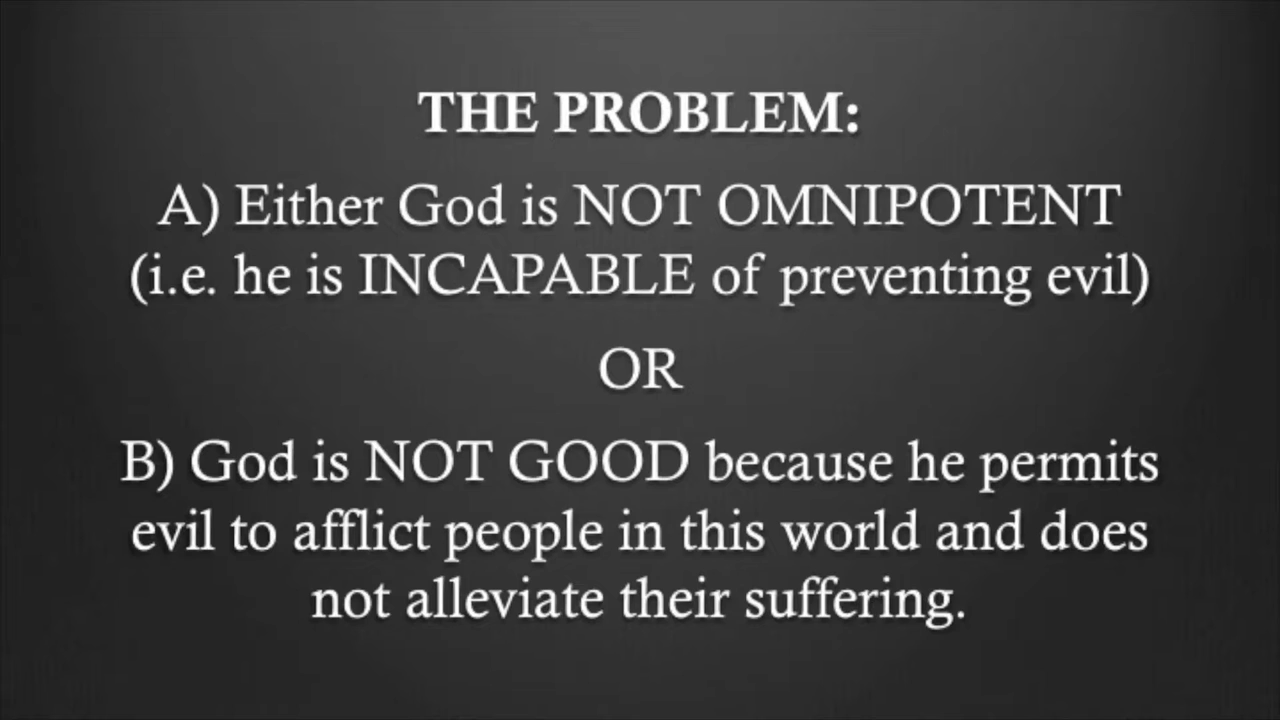 THE PROBLEM:
A) Either God is NOT OMNIPOTENT
(i.e. he is INCAPABLE of preventing evil)
OR
B) God is NOT GOOD because he permits
evil to afflict people in this world and does
not alleviate their suffering.